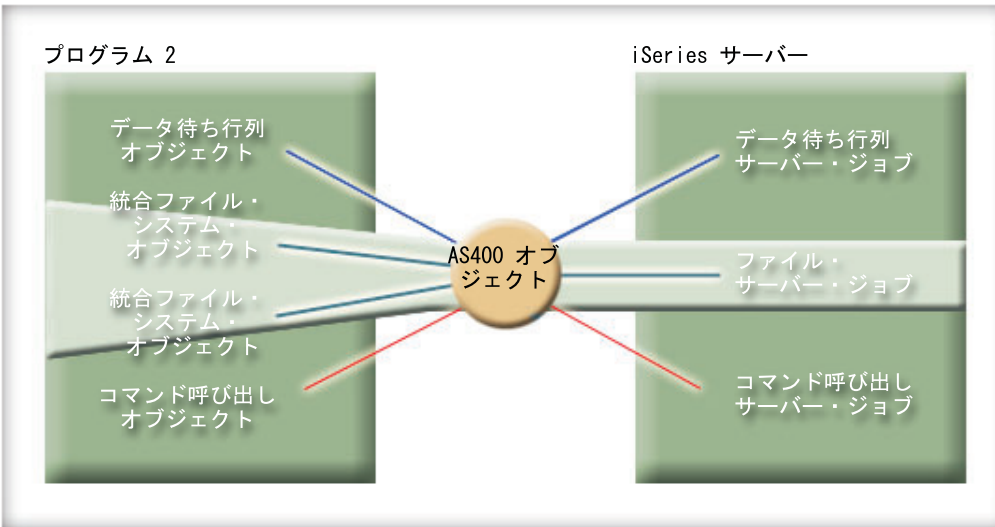 プログラム 2
データ待ち行列
オブジェクト
統合ファイル・
システム・
オブジェクト
統合ファイル・
システム・
オブジェクト
コマンド呼び出し
オブジェクト
AS400 オブ
ジェクト
iSeries サーバー
データ待ち行列
サーバー・ジョブ
ファイル・
サーバー・ジョブ
コマンド呼び出し
サーバー・ジョブ